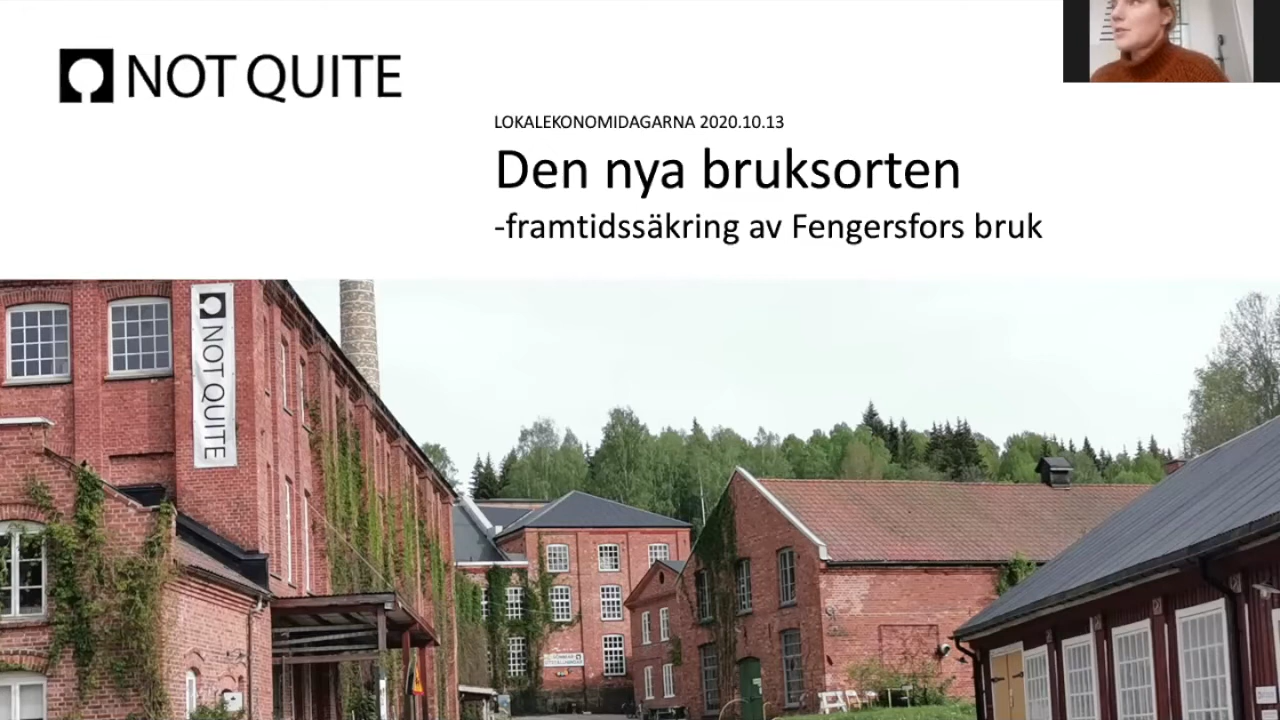 NOT QUITE
LOKALEKONOMIDAGARNA 2020.10.13
Den nya bruksorten
-framtidssäkring av Fengersfors bruk
NOT QUITE